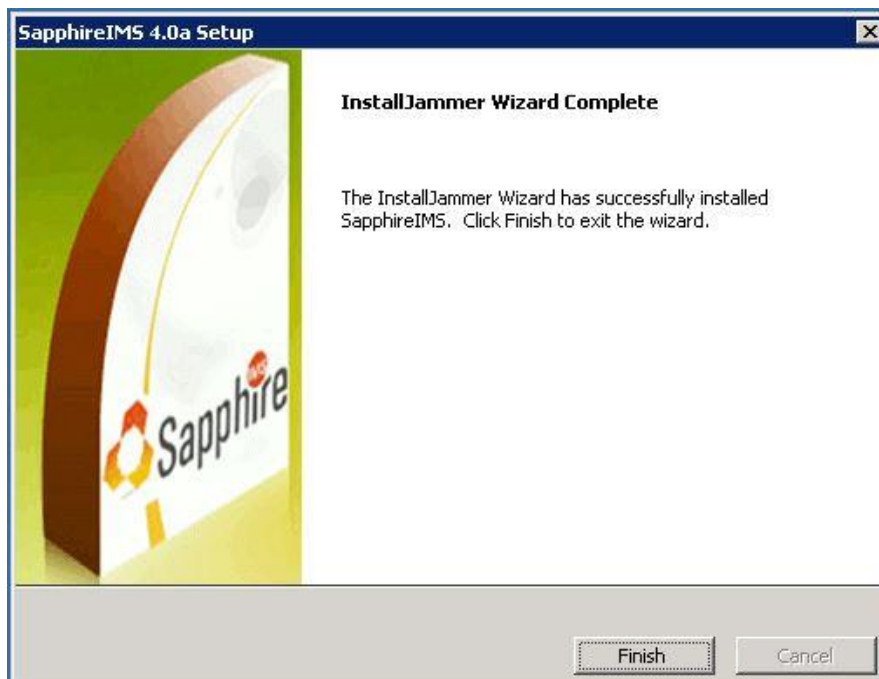 SapphireIMS 4.0a Setup
InstallJammer Wizard Complete
The InstallJammer Wizard has successfully installed
SapphireIMS.  Click Finish to exit the wizard.
IMS
Sapphire
Finish
Cancel